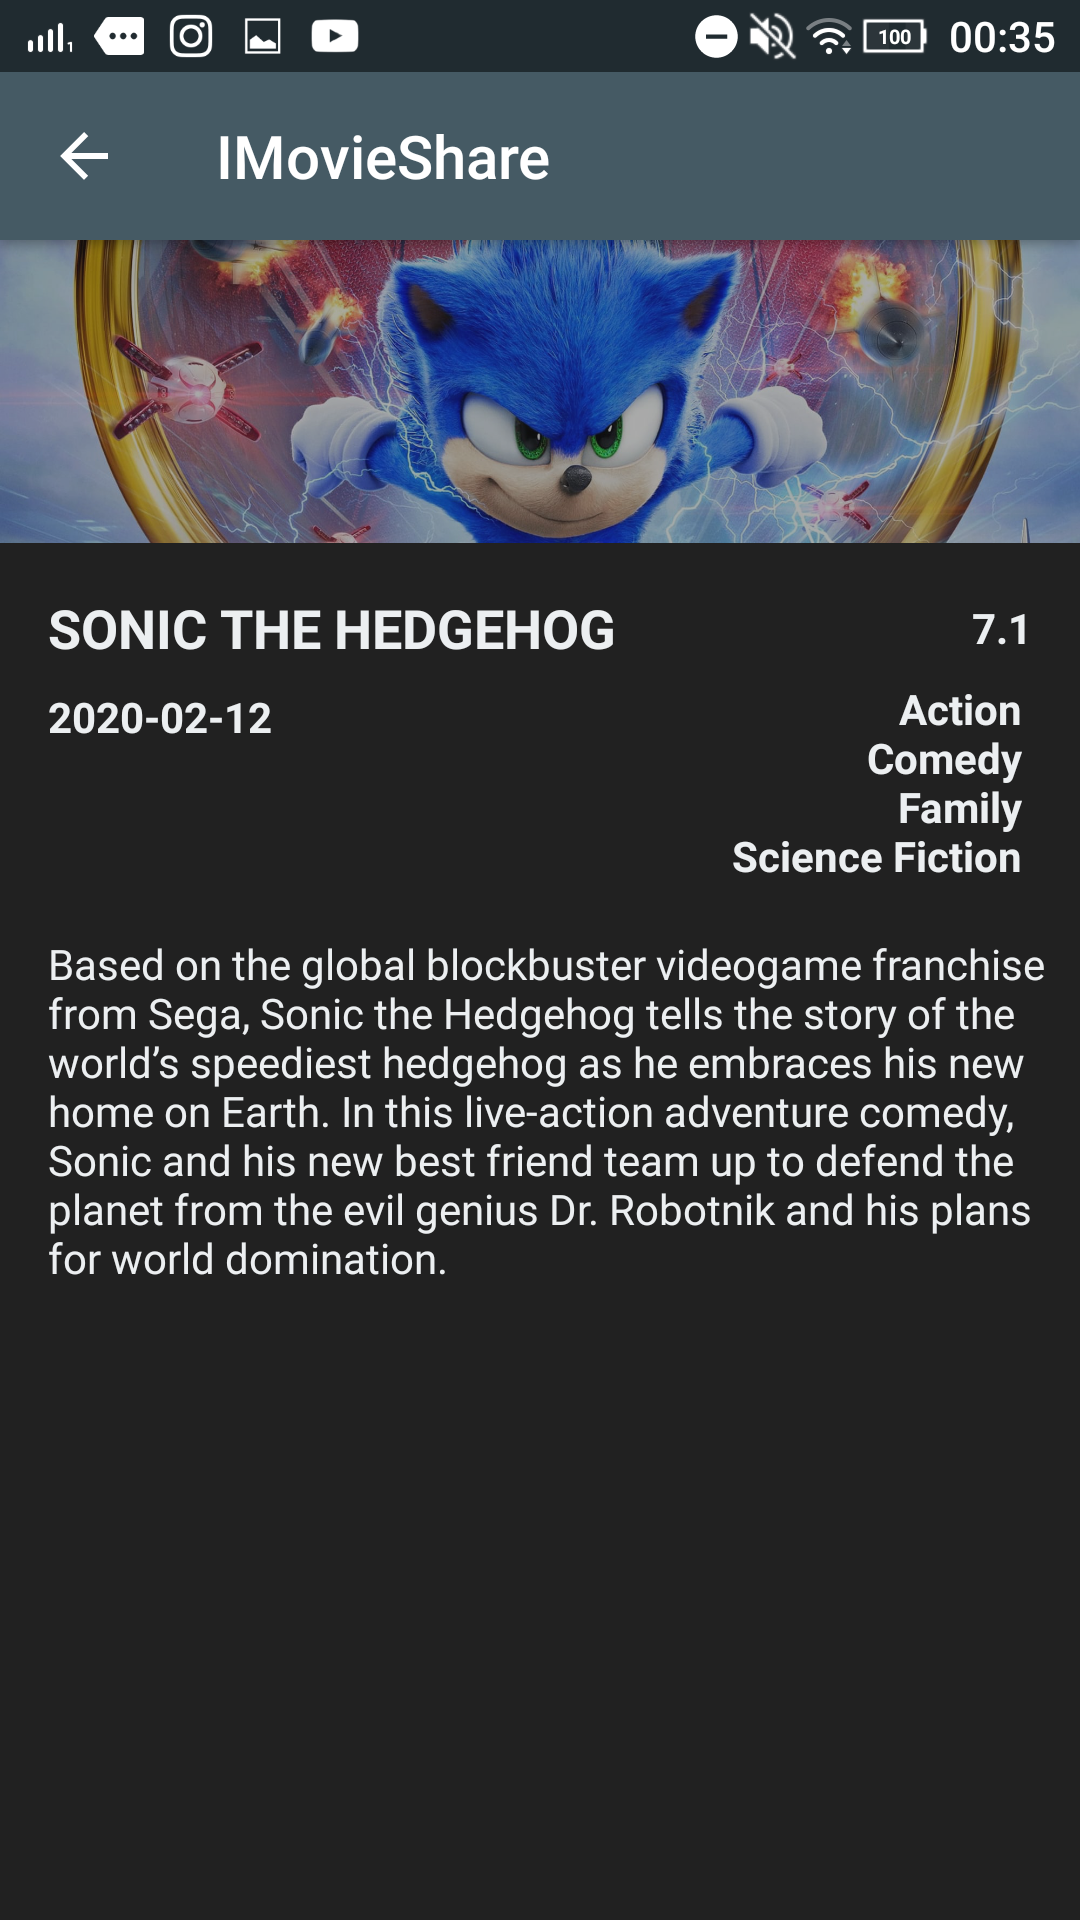 1 100 00:35
IMovieShare
SONIC THE HEDGEHOG 7.1
2020-02-12
Action
Comedy
Family
Science Fiction
Based on the global blockbuster videogame franchise
from Sega, Sonic the Hedgehog tells the story of the
world’s speediest hedgehog as he embraces his new
home on Earth. In this live-action adventure comedy,
Sonic and his new best friend team up to defend the
planet from the evil genius Dr. Robotnik and his plans
for world domination.